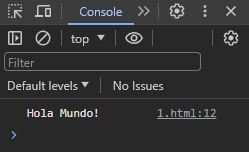 Console
top
Filter
Default levels No Issues
Hola Mundo! 1.html:12